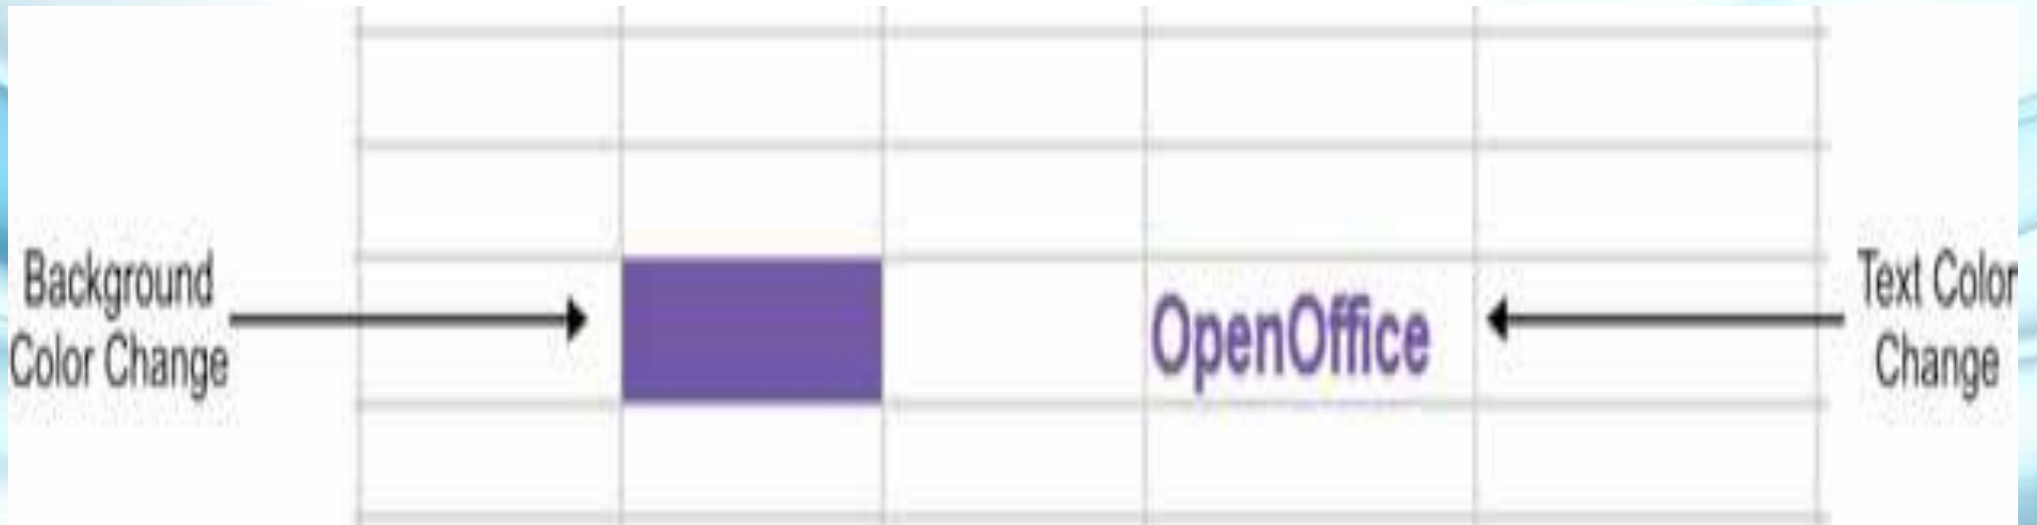 Background
Color Change
OpenOffice
Text Color
Change